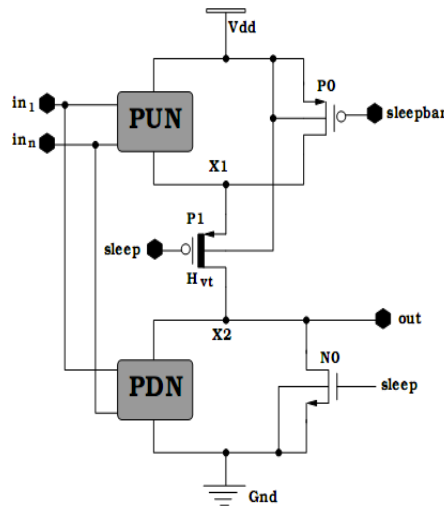 Vdd
P0
in1
PUN
sleepbar
inn
X1
P1
sleep
Hvt
out
X2
N0
PDN
sleep
Gnd